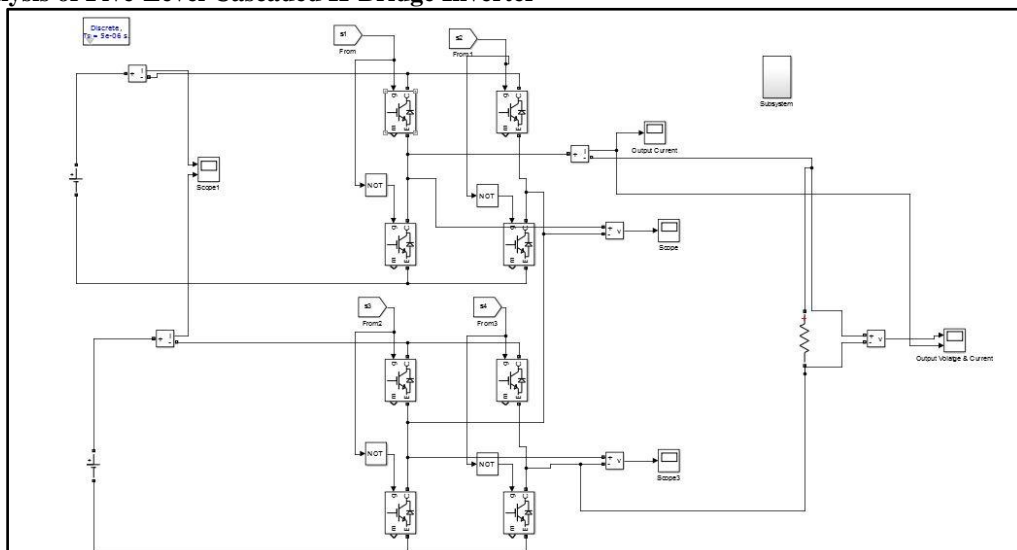 ysis of Five Level Cascaded H-Bridge Inverter
Discrete,
Ts = 5e-06 s.
s1
From
s2
From1
Subsystem
g C
m E
g C
m E
Output Current
Scope1
NOT
NOT
g C
m E
g C
m E
+ v
-
Scope
s3
From2
s4
From3
+ i
-
g C
m E
g C
m E
+ v
-
Output Volatge & Current
NOT
NOT
+ v
-
Scope3
g C
m E
g C
m E